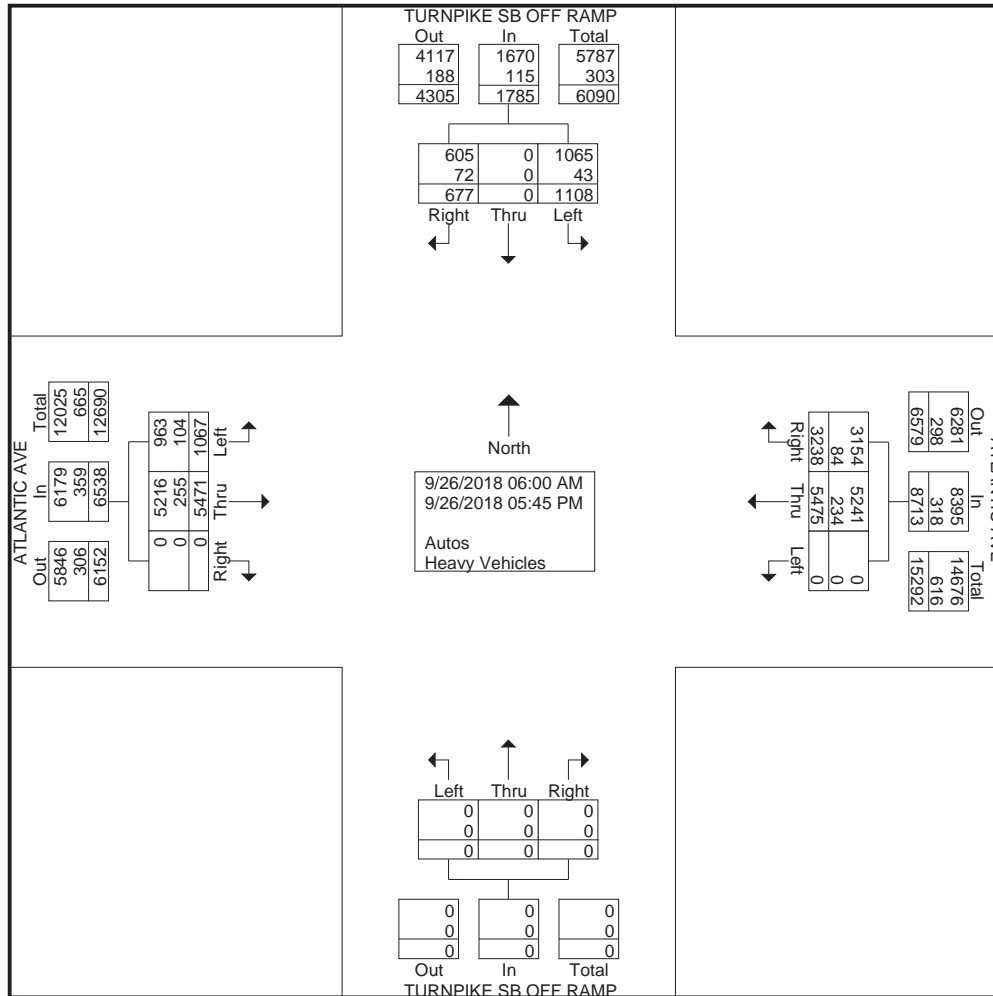 TURNPIKE SB OFF RAMP
Out In Total
4117 1670 5787
188 115 303
4305 1785 6090
605 0 1065
72 0 43
677 0 1108
Right Thru Left
ATLANTIC AVE
Total In Out
12025 6179 5846
665 359 306
12690 6538 6152
963 5216 0
104 255 0
1067 5471 0
Left Thru Right
North
9/26/2018 06:00 AM
9/26/2018 05:45 PM
Autos
Heavy Vehicles
Out In Total
6281 8395 14676
298 318 616
6579 8713 15292
3154 5241 0
84 234 0
3238 5475 0
Right Thru Left
Left Thru Right
0 0 0
0 0 0
0 0 0
0 0 0
0 0 0
0 0 0
Out In Total
TURNPIKE SB OFF RAMP